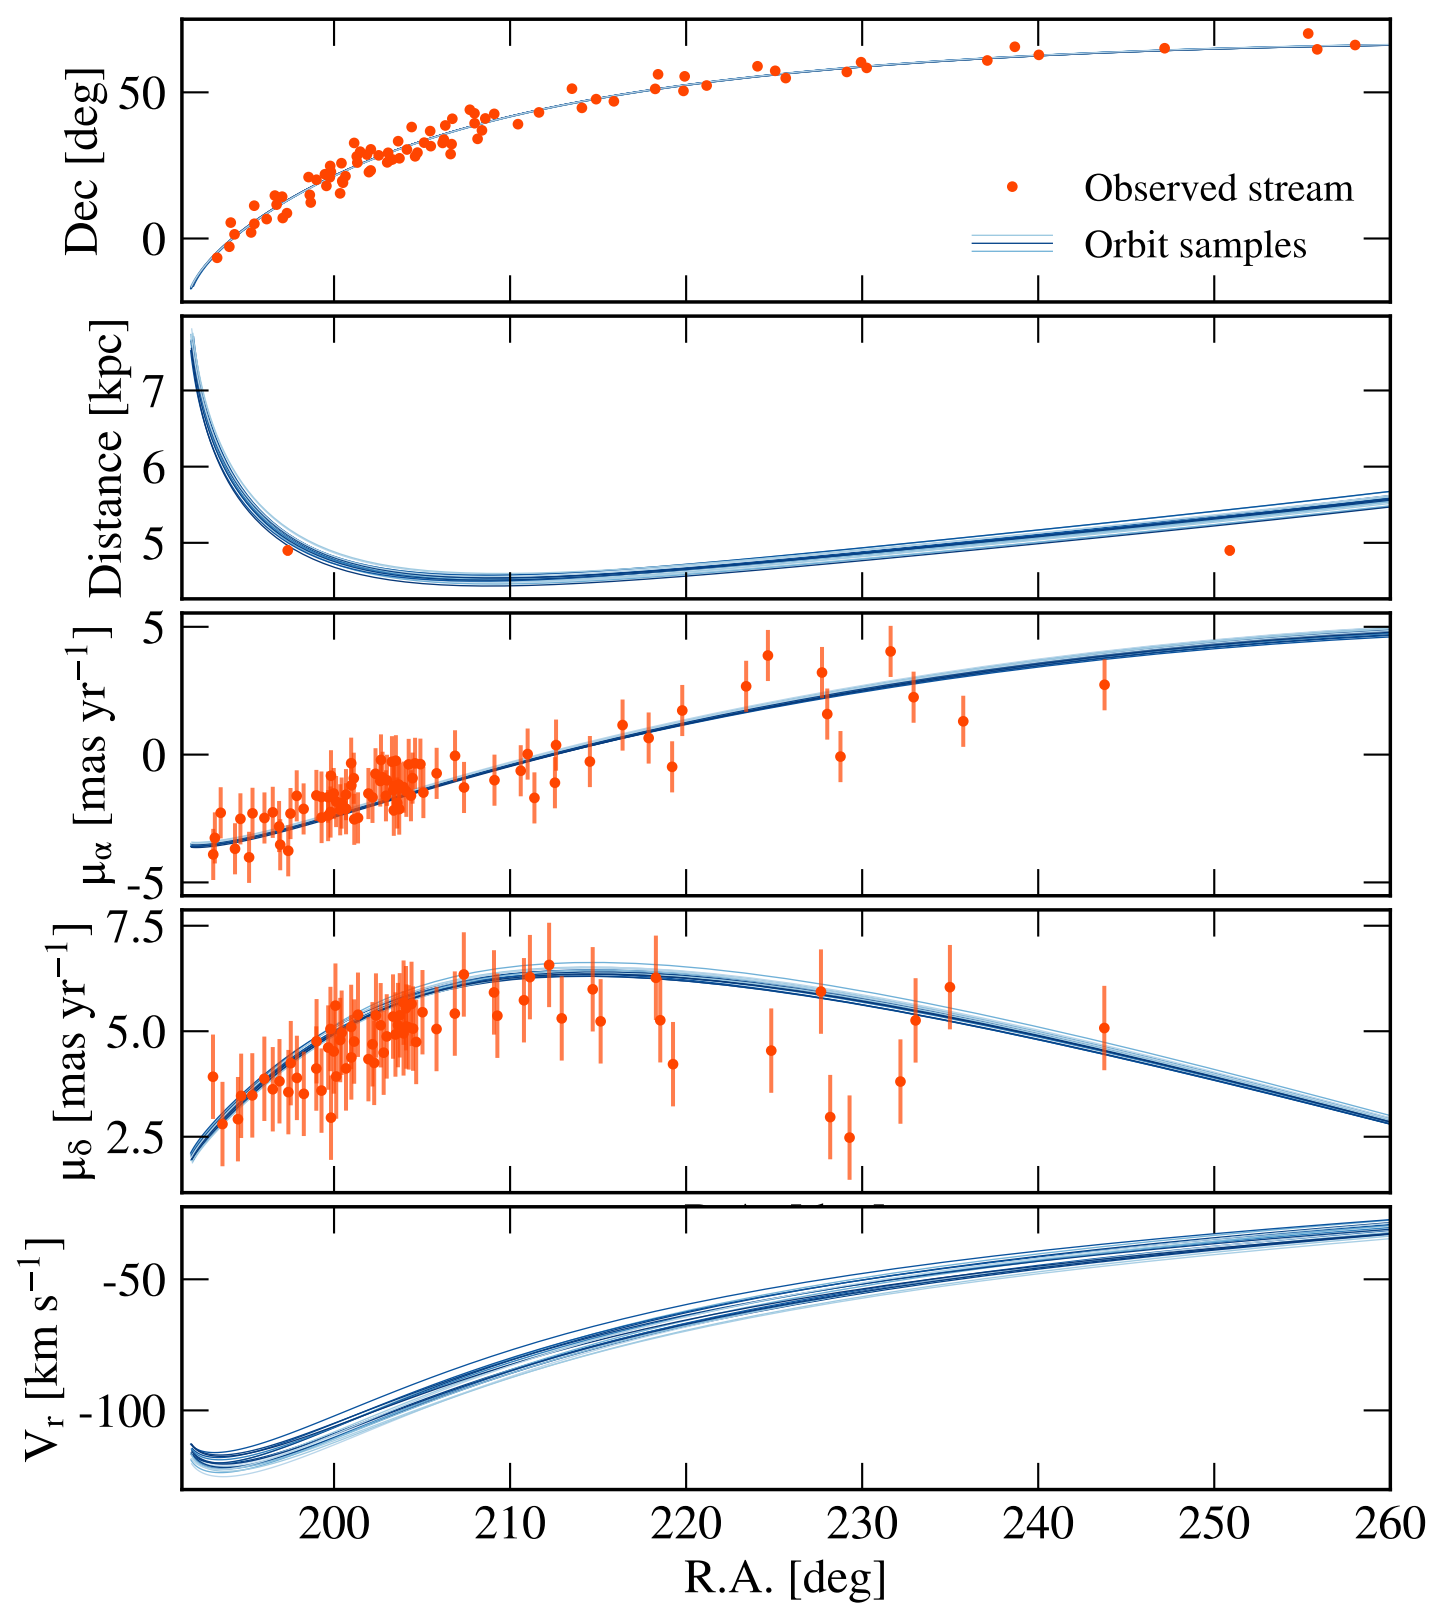 Dec [deg]
50
0
Observed stream
Orbit samples
Distance [kpc]
7
6
5
μα [mas yr−1]
5
0
-5
μδ [mas yr−1]
7.5
5.0
2.5
Vr [km s−1]
-50
-100
200 210 220 230 240 250 260
R.A. [deg]